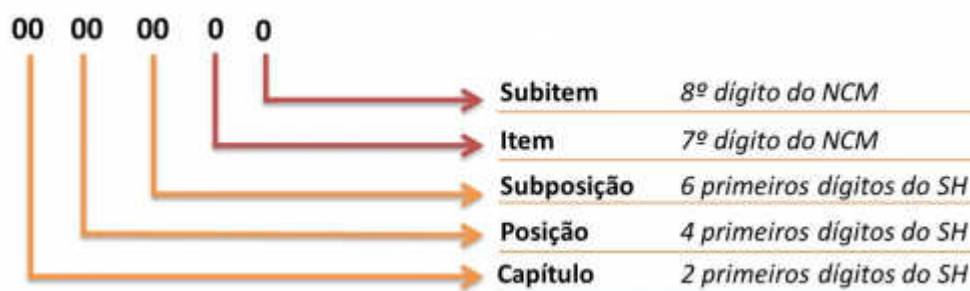 00 00 00 0 0
Subitem 8º dígito do NCM
Item 7º dígito do NCM
Subposição 6 primeiros dígitos do SH
Posição 4 primeiros dígitos do SH
Capítulo 2 primeiros dígitos do SH